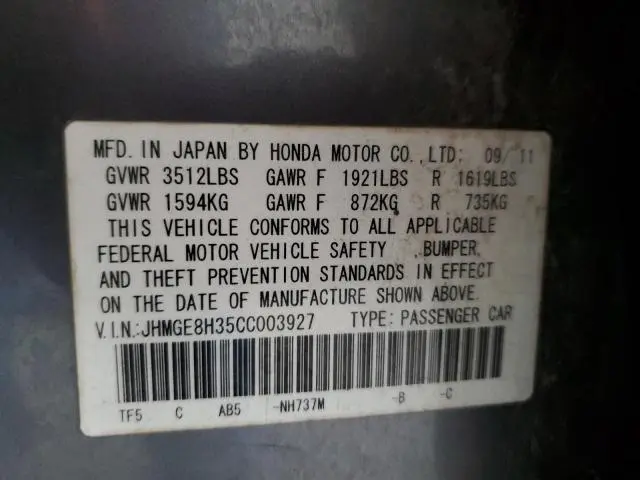 MFD. IN JAPAN BY HONDA MOTOR CO., LTD; 09/11
GVWR 3512LBS GAWR F 1921LBS R 1619LBS
GVWR 1594KG GAWR F 872KG R 735KG
THIS VEHICLE CONFORMS TO ALL APPLICABLE
FEDERAL MOTOR VEHICLE SAFETY , BUMPER,
AND THEFT PREVENTION STANDARDS IN EFFECT
ON THE DATE OF MANUFACTURE SHOWN ABOVE.
V.I.N.:JHMGE8H35CC003927 TYPE: PASSENGER CAR
TF5 C AB5 -NH737M -B -C